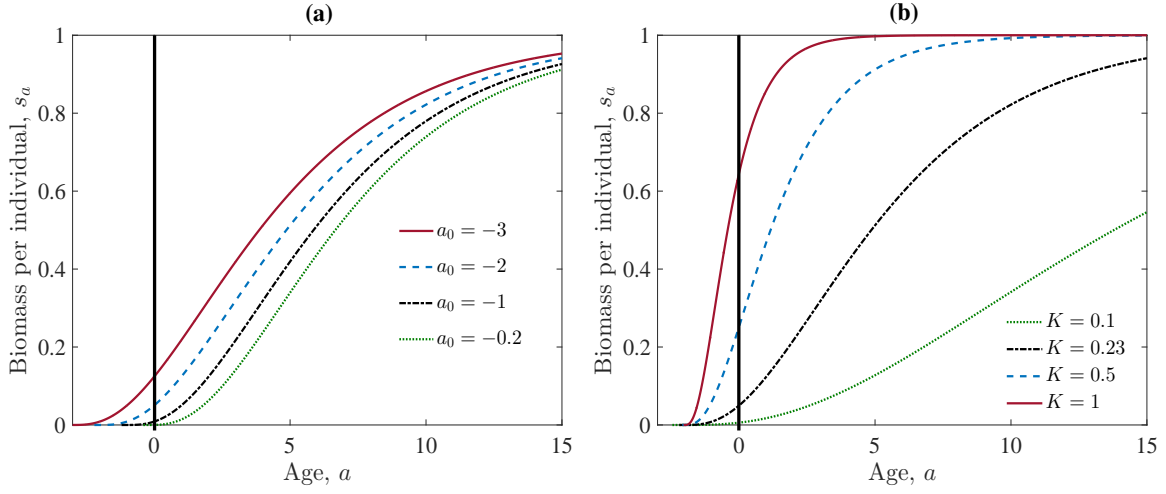 (a)
Biomass per individual, s_a
1
0.8
0.6
0.4
0.2
0
0
5
10
15
Age, a
a_0 = −3
a_0 = −2
a_0 = −1
a_0 = −0.2
(b)
Biomass per individual, s_a
1
0.8
0.6
0.4
0.2
0
0
5
10
15
Age, a
K = 0.1
K = 0.23
K = 0.5
K = 1